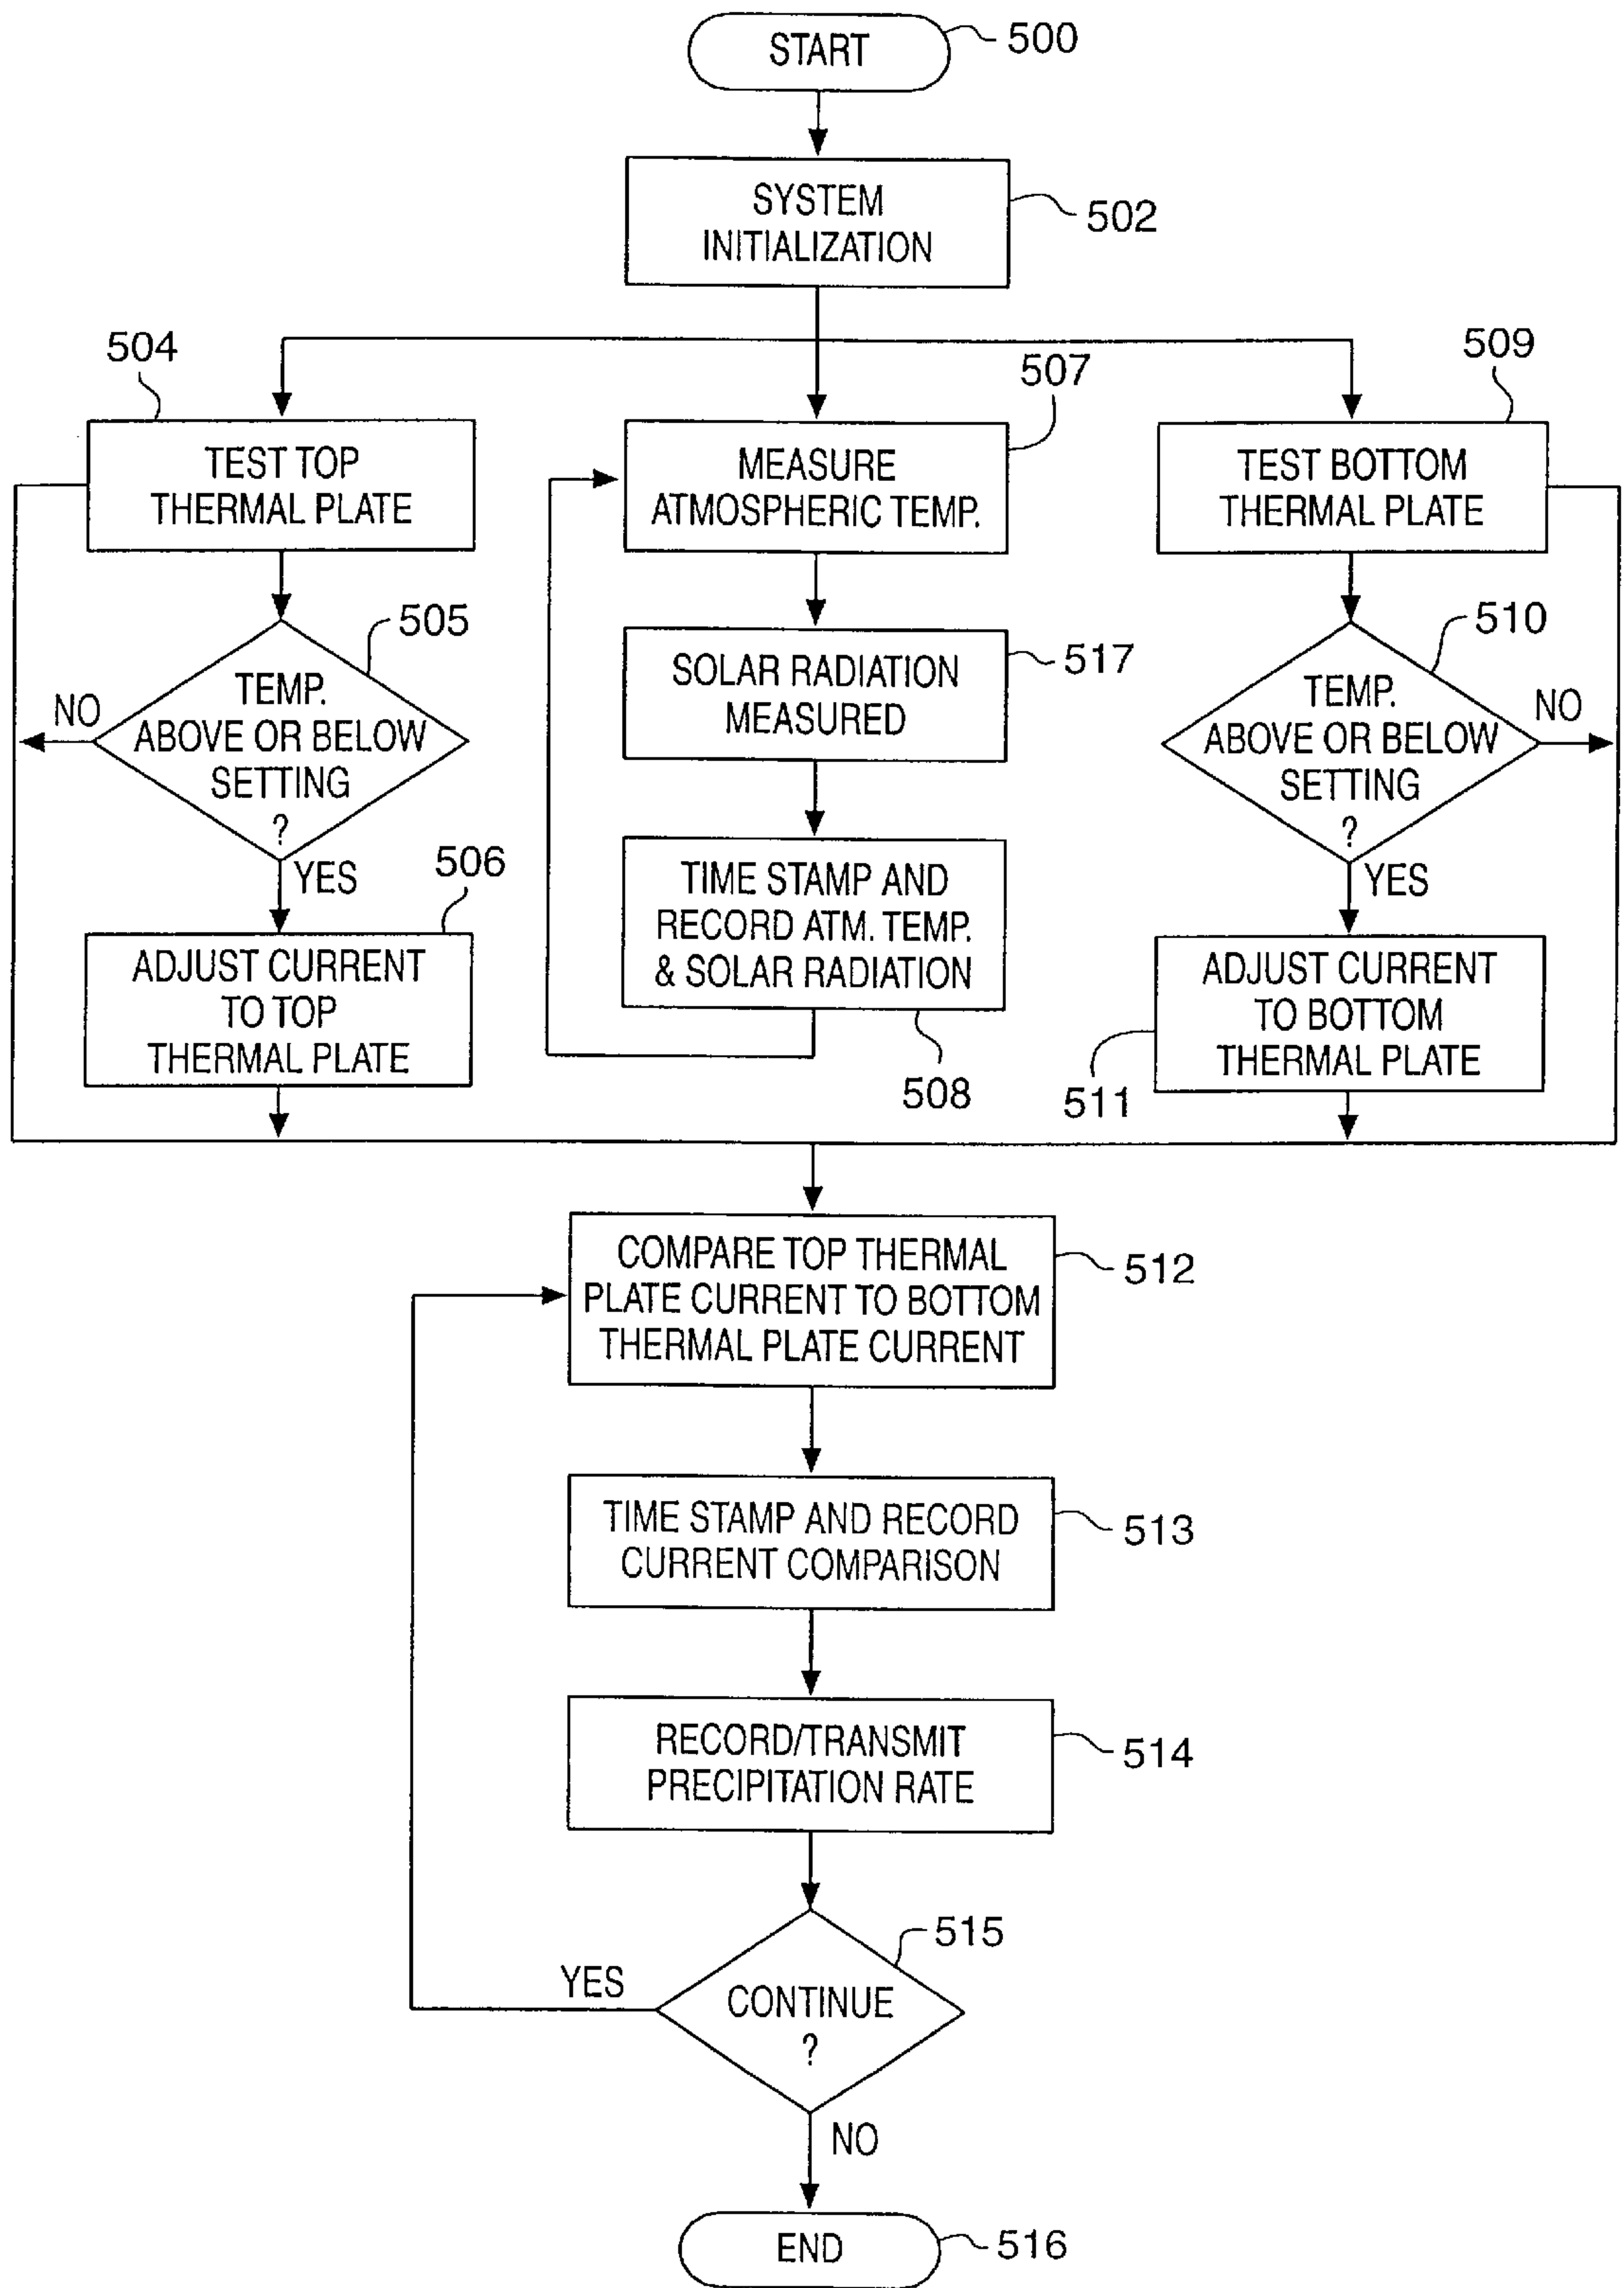 START
500
SYSTEM
INITIALIZATION
502
504
507
509
TEST TOP
THERMAL PLATE
MEASURE
ATMOSPHERIC TEMP.
TEST BOTTOM
THERMAL PLATE
505
TEMP.
ABOVE OR BELOW
SETTING
?
NO
YES
SOLAR RADIATION
MEASURED
517
510
TEMP.
ABOVE OR BELOW
SETTING
?
NO
YES
506
ADJUST CURRENT
TO TOP
THERMAL PLATE
TIME STAMP AND
RECORD ATM. TEMP.
& SOLAR RADIATION
508
ADJUST CURRENT
TO BOTTOM
THERMAL PLATE
511
COMPARE TOP THERMAL
PLATE CURRENT TO BOTTOM
THERMAL PLATE CURRENT
512
TIME STAMP AND RECORD
CURRENT COMPARISON
513
RECORD/TRANSMIT
PRECIPITATION RATE
514
515
YES
CONTINUE
?
NO
END
516